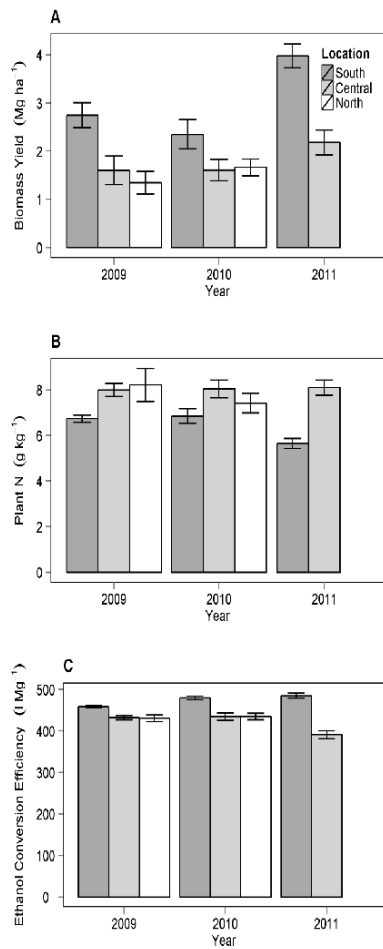 A
Biomass Yield (Mg ha⁻¹)
4
3
2
1
0
Location
South
Central
North
2009 2010 2011
Year
B
Plant N (g kg⁻¹)
8
6
4
2
0
2009 2010 2011
Year
C
Ethanol Conversion Efficiency (l Mg⁻¹)
500
400
300
200
100
0
2009 2010 2011
Year